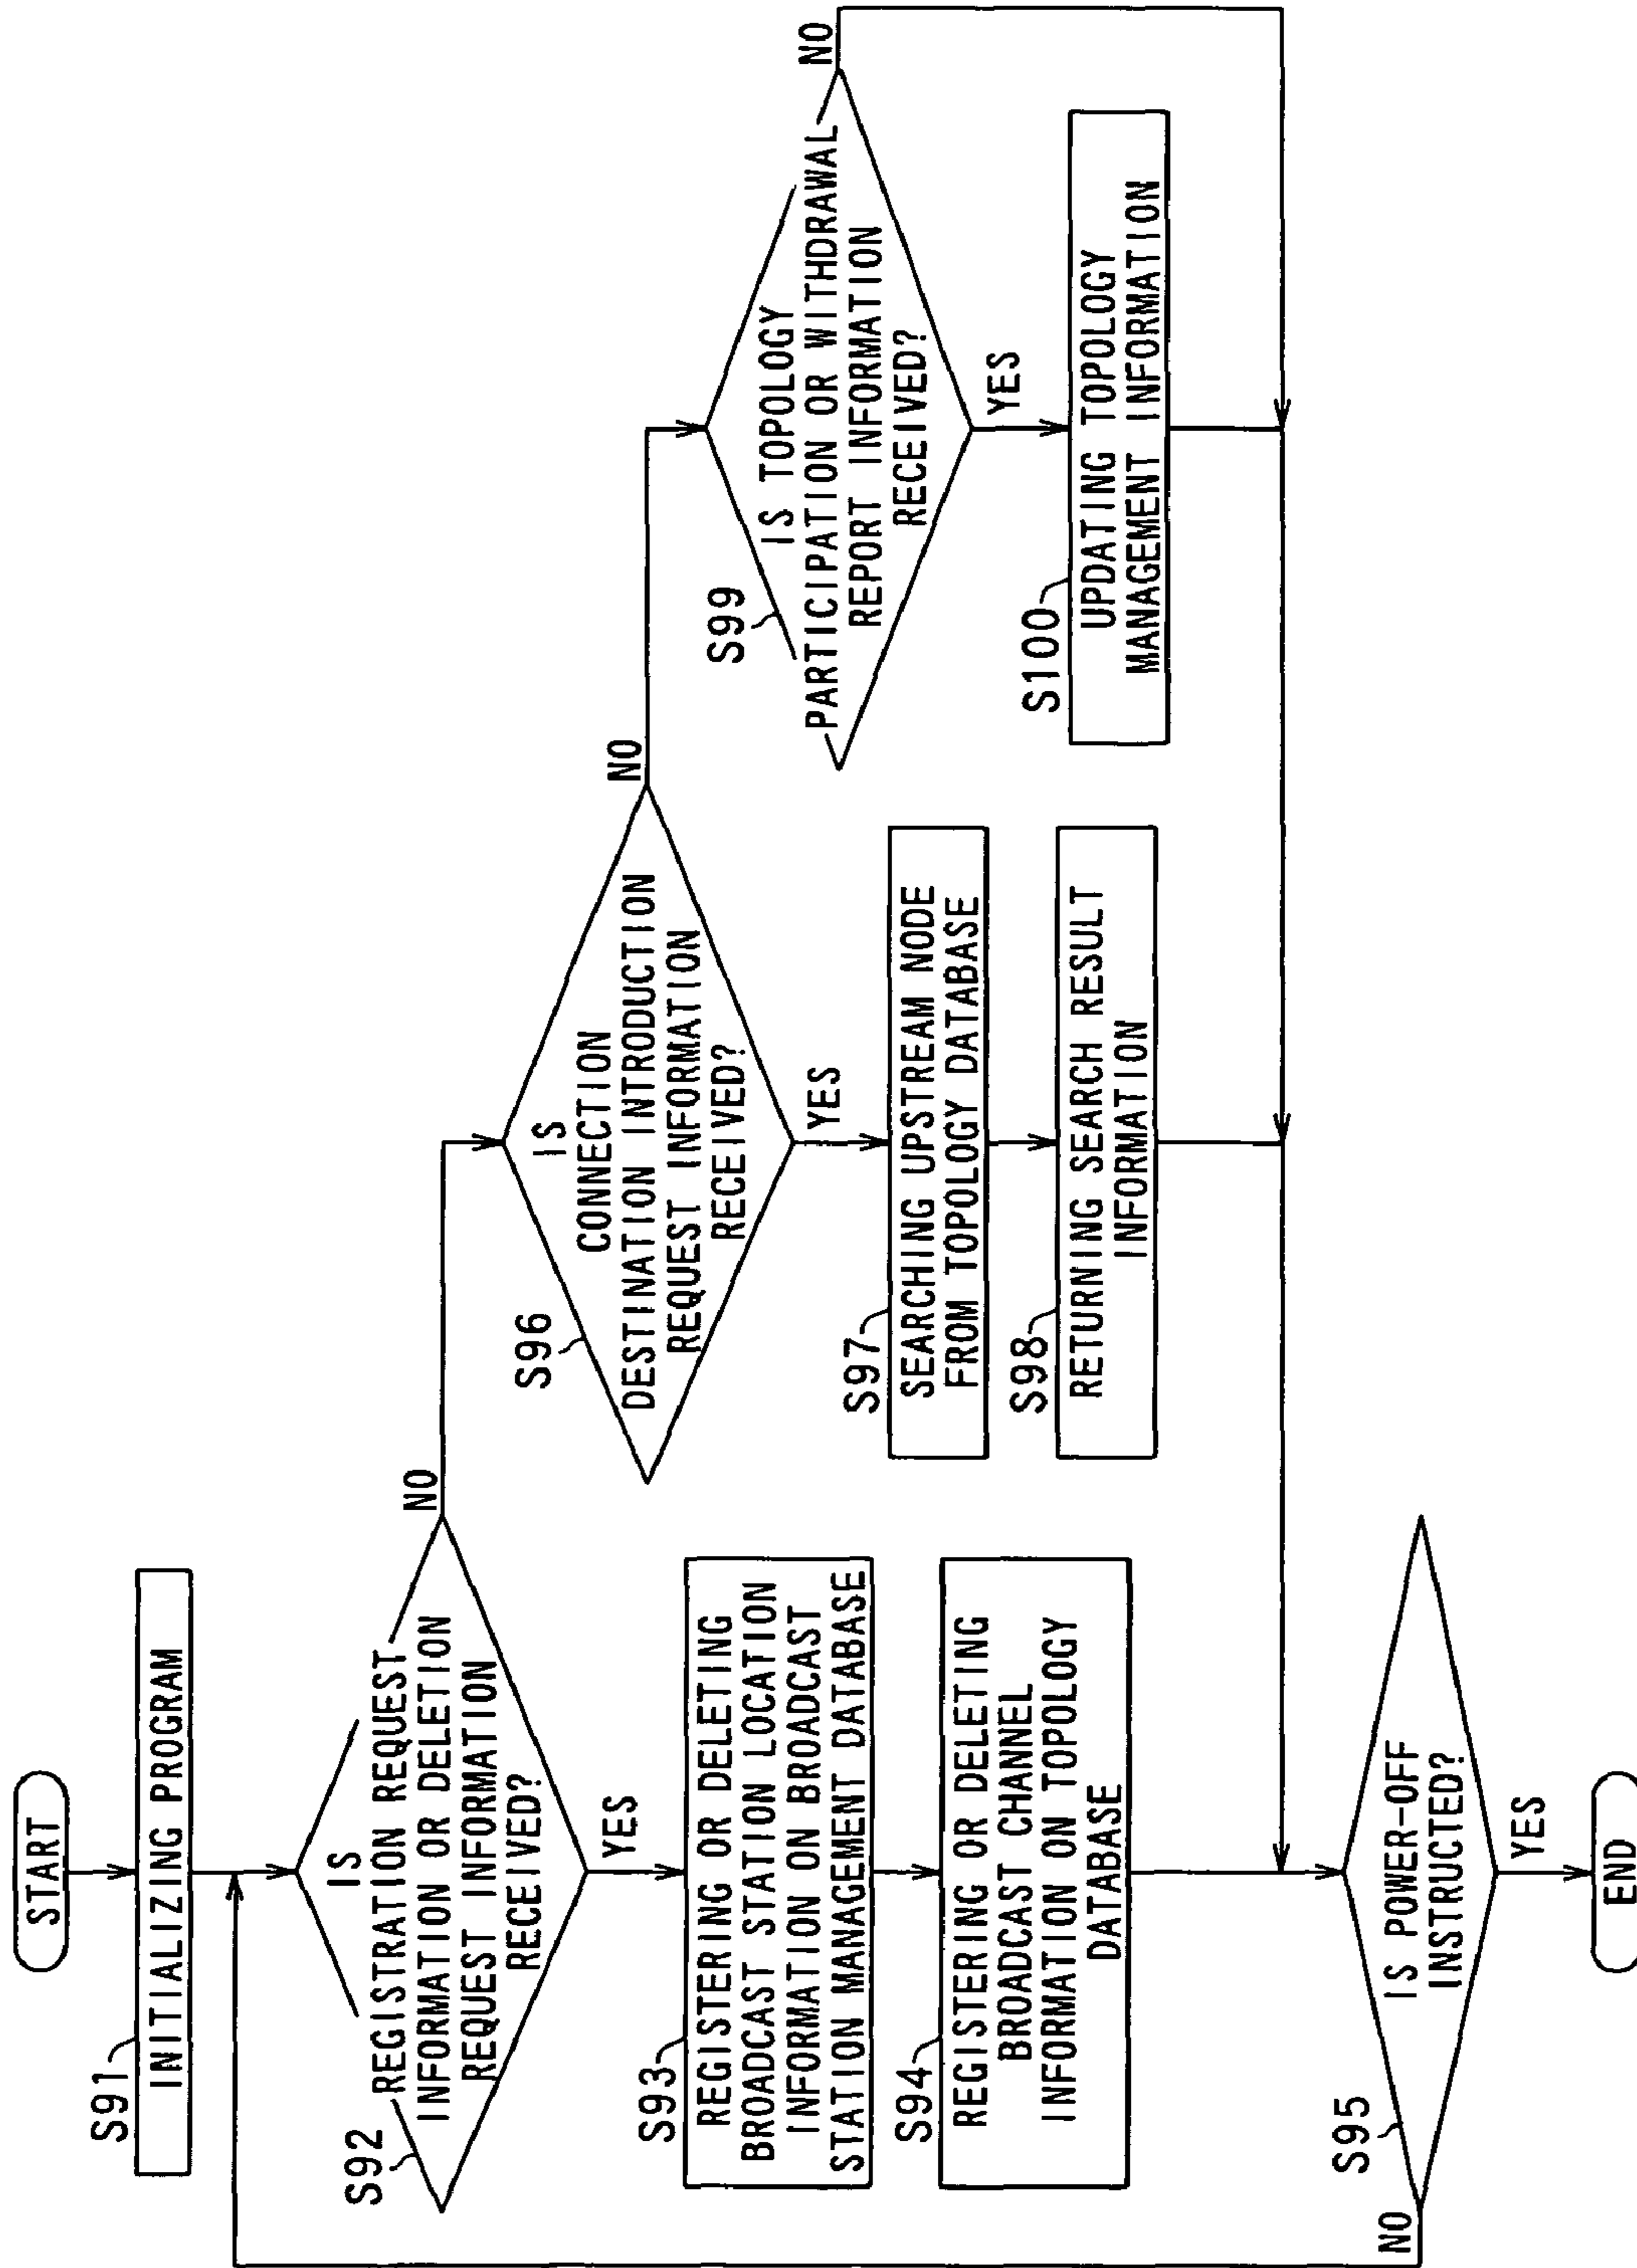 START
S91
INITIALIZING PROGRAM
S92
IS
REGISTRATION REQUEST
INFORMATION OR DELETION
REQUEST INFORMATION
RECEIVED?
NO
YES
S93
REGISTERING OR DELETING
BROADCAST STATION LOCATION
INFORMATION ON BROADCAST
STATION MANAGEMENT DATABASE
S94
REGISTERING OR DELETING
BROADCAST CHANNEL
INFORMATION ON TOPOLOGY
DATABASE
S95
IS POWER-OFF
INSTRUCTED?
NO
YES
END
S96
IS
CONNECTION
DESTINATION INTRODUCTION
REQUEST INFORMATION
RECEIVED?
NO
YES
S97
SEARCHING UPSTREAM NODE
FROM TOPOLOGY DATABASE
S98
RETURNING SEARCH RESULT
INFORMATION
S99
IS TOPOLOGY
PARTICIPATION OR WITHDRAWAL
REPORT INFORMATION
RECEIVED?
NO
YES
S100
UPDATING TOPOLOGY
MANAGEMENT INFORMATION